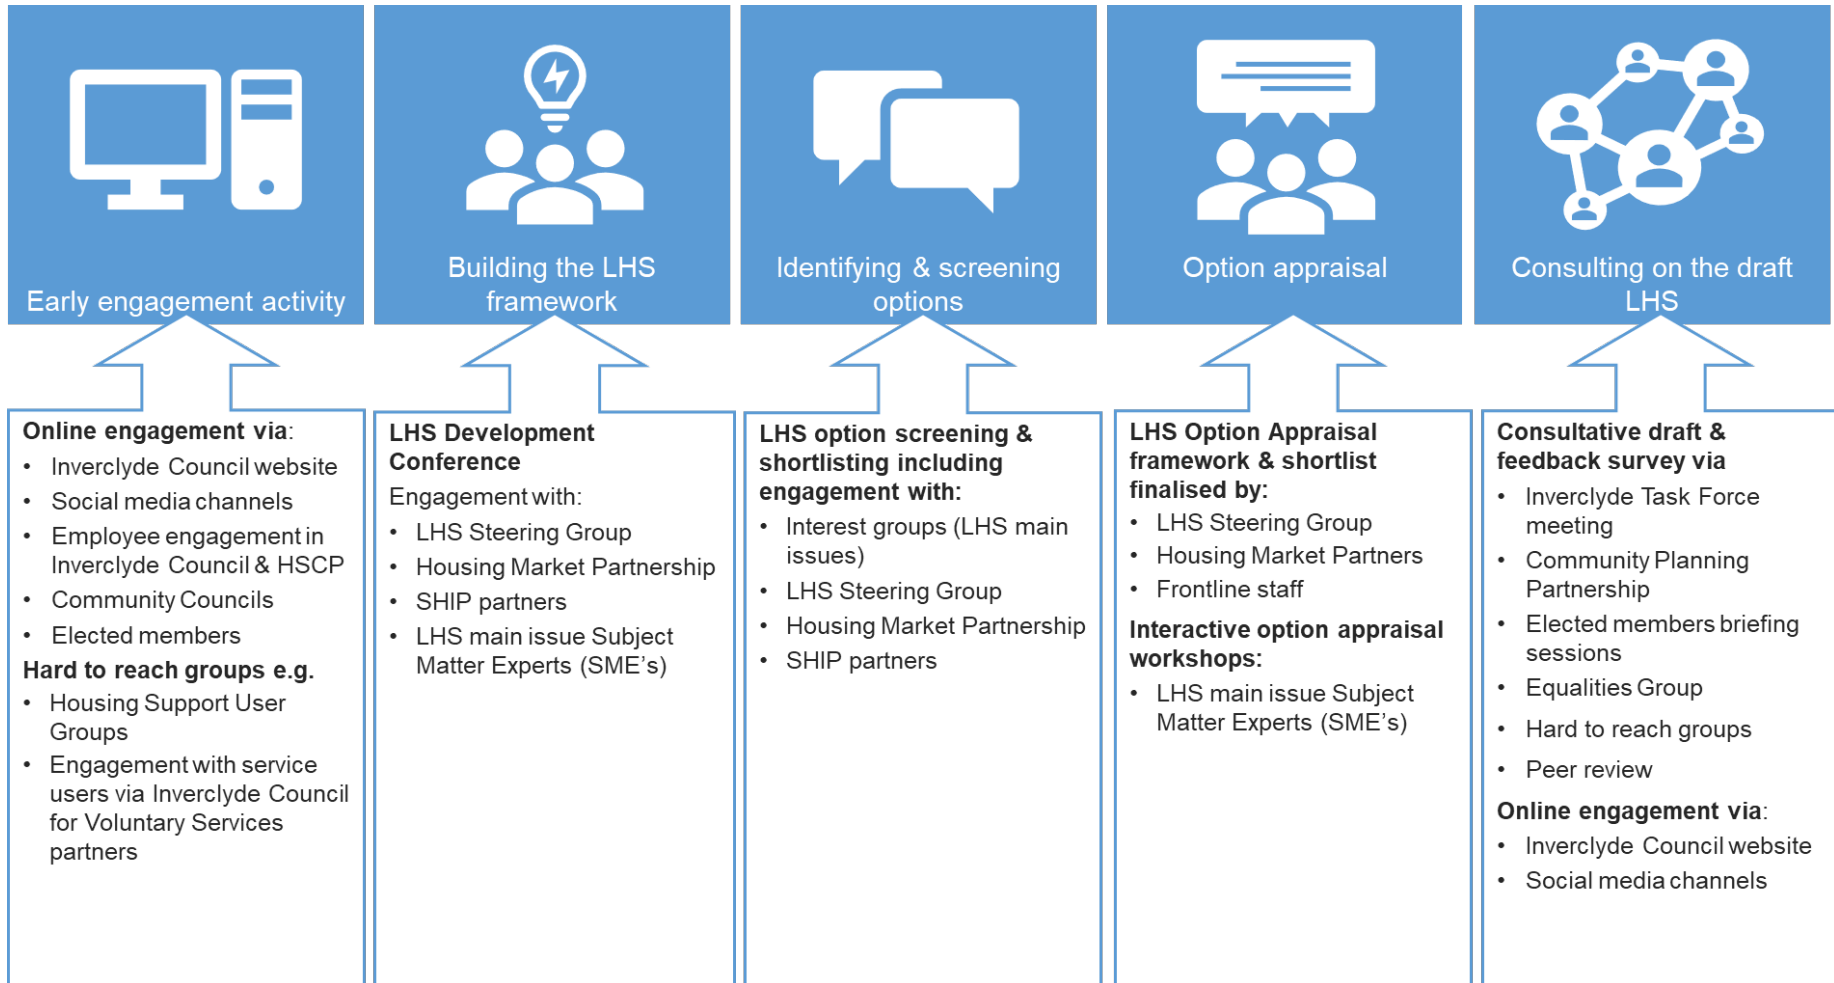 Early engagement activity
Building the LHS
framework
Identifying & screening
options
Option appraisal
Consulting on the draft
LHS
Online engagement via:
• Inverclyde Council website
• Social media channels
• Employee engagement in
Inverclyde Council & HSCP
• Community Councils
• Elected members
Hard to reach groups e.g.
• Housing Support User
Groups
• Engagement with service
users via Inverclyde Council
for Voluntary Services
partners
LHS Development
Conference
Engagement with:
• LHS Steering Group
• Housing Market Partnership
• SHIP partners
• LHS main issue Subject
Matter Experts (SME's)
LHS option screening &
shortlisting including
engagement with:
• Interest groups (LHS main
issues)
• LHS Steering Group
• Housing Market Partnership
• SHIP partners
LHS Option Appraisal
framework & shortlist
finalised by:
• LHS Steering Group
• Housing Market Partners
• Frontline staff
Interactive option appraisal
workshops:
• LHS main issue Subject
Matter Experts (SME's)
Consultative draft &
feedback survey via
• Inverclyde Task Force
meeting
• Community Planning
Partnership
• Elected members briefing
sessions
• Equalities Group
• Hard to reach groups
• Peer review
Online engagement via:
• Inverclyde Council website
• Social media channels